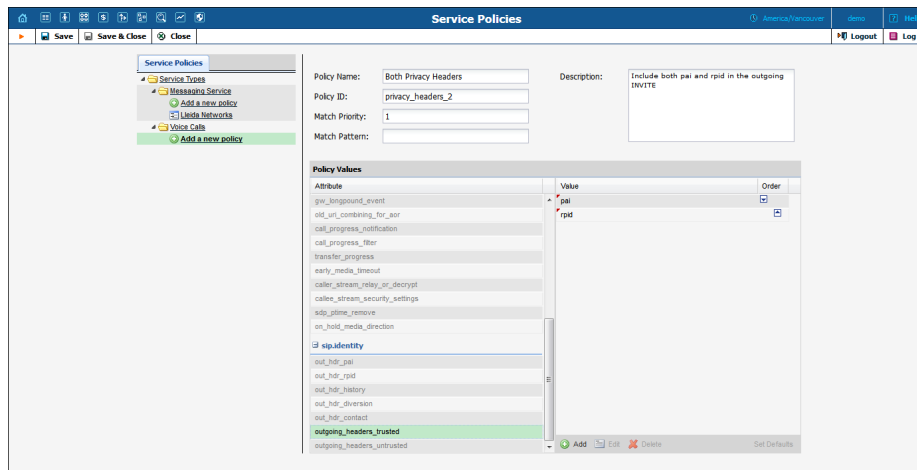 Service Policies
America/Vancouver
demo
Hel
Save
Save & Close
Close
Logout
Log
Service Policies
Service Types
Messaging Service
Add a new policy
Lleida Networks
Voice Calls
Add a new policy
Policy Name:
Both Privacy Headers
Policy ID:
privacy_headers_2
Match Priority:
1
Match Pattern:
Description:
Include both pai and rpid in the outgoing
INVITE
Policy Values
Attribute
gw_longpound_event
old_uri_combining_for_aor
call_progress_notification
call_progress_filter
transfer_progress
early_media_timeout
caller_stream_relay_or_decrypt
callee_stream_security_settings
sdp_ptime_remove
on_hold_media_direction
sip.identity
out_hdr_pai
out_hdr_rpid
out_hdr_history
out_hdr_diversion
out_hdr_contact
outgoing_headers_trusted
outgoing_headers_untrusted
Value
Order
pai
rpid
Add
Edit
Delete
Set Defaults